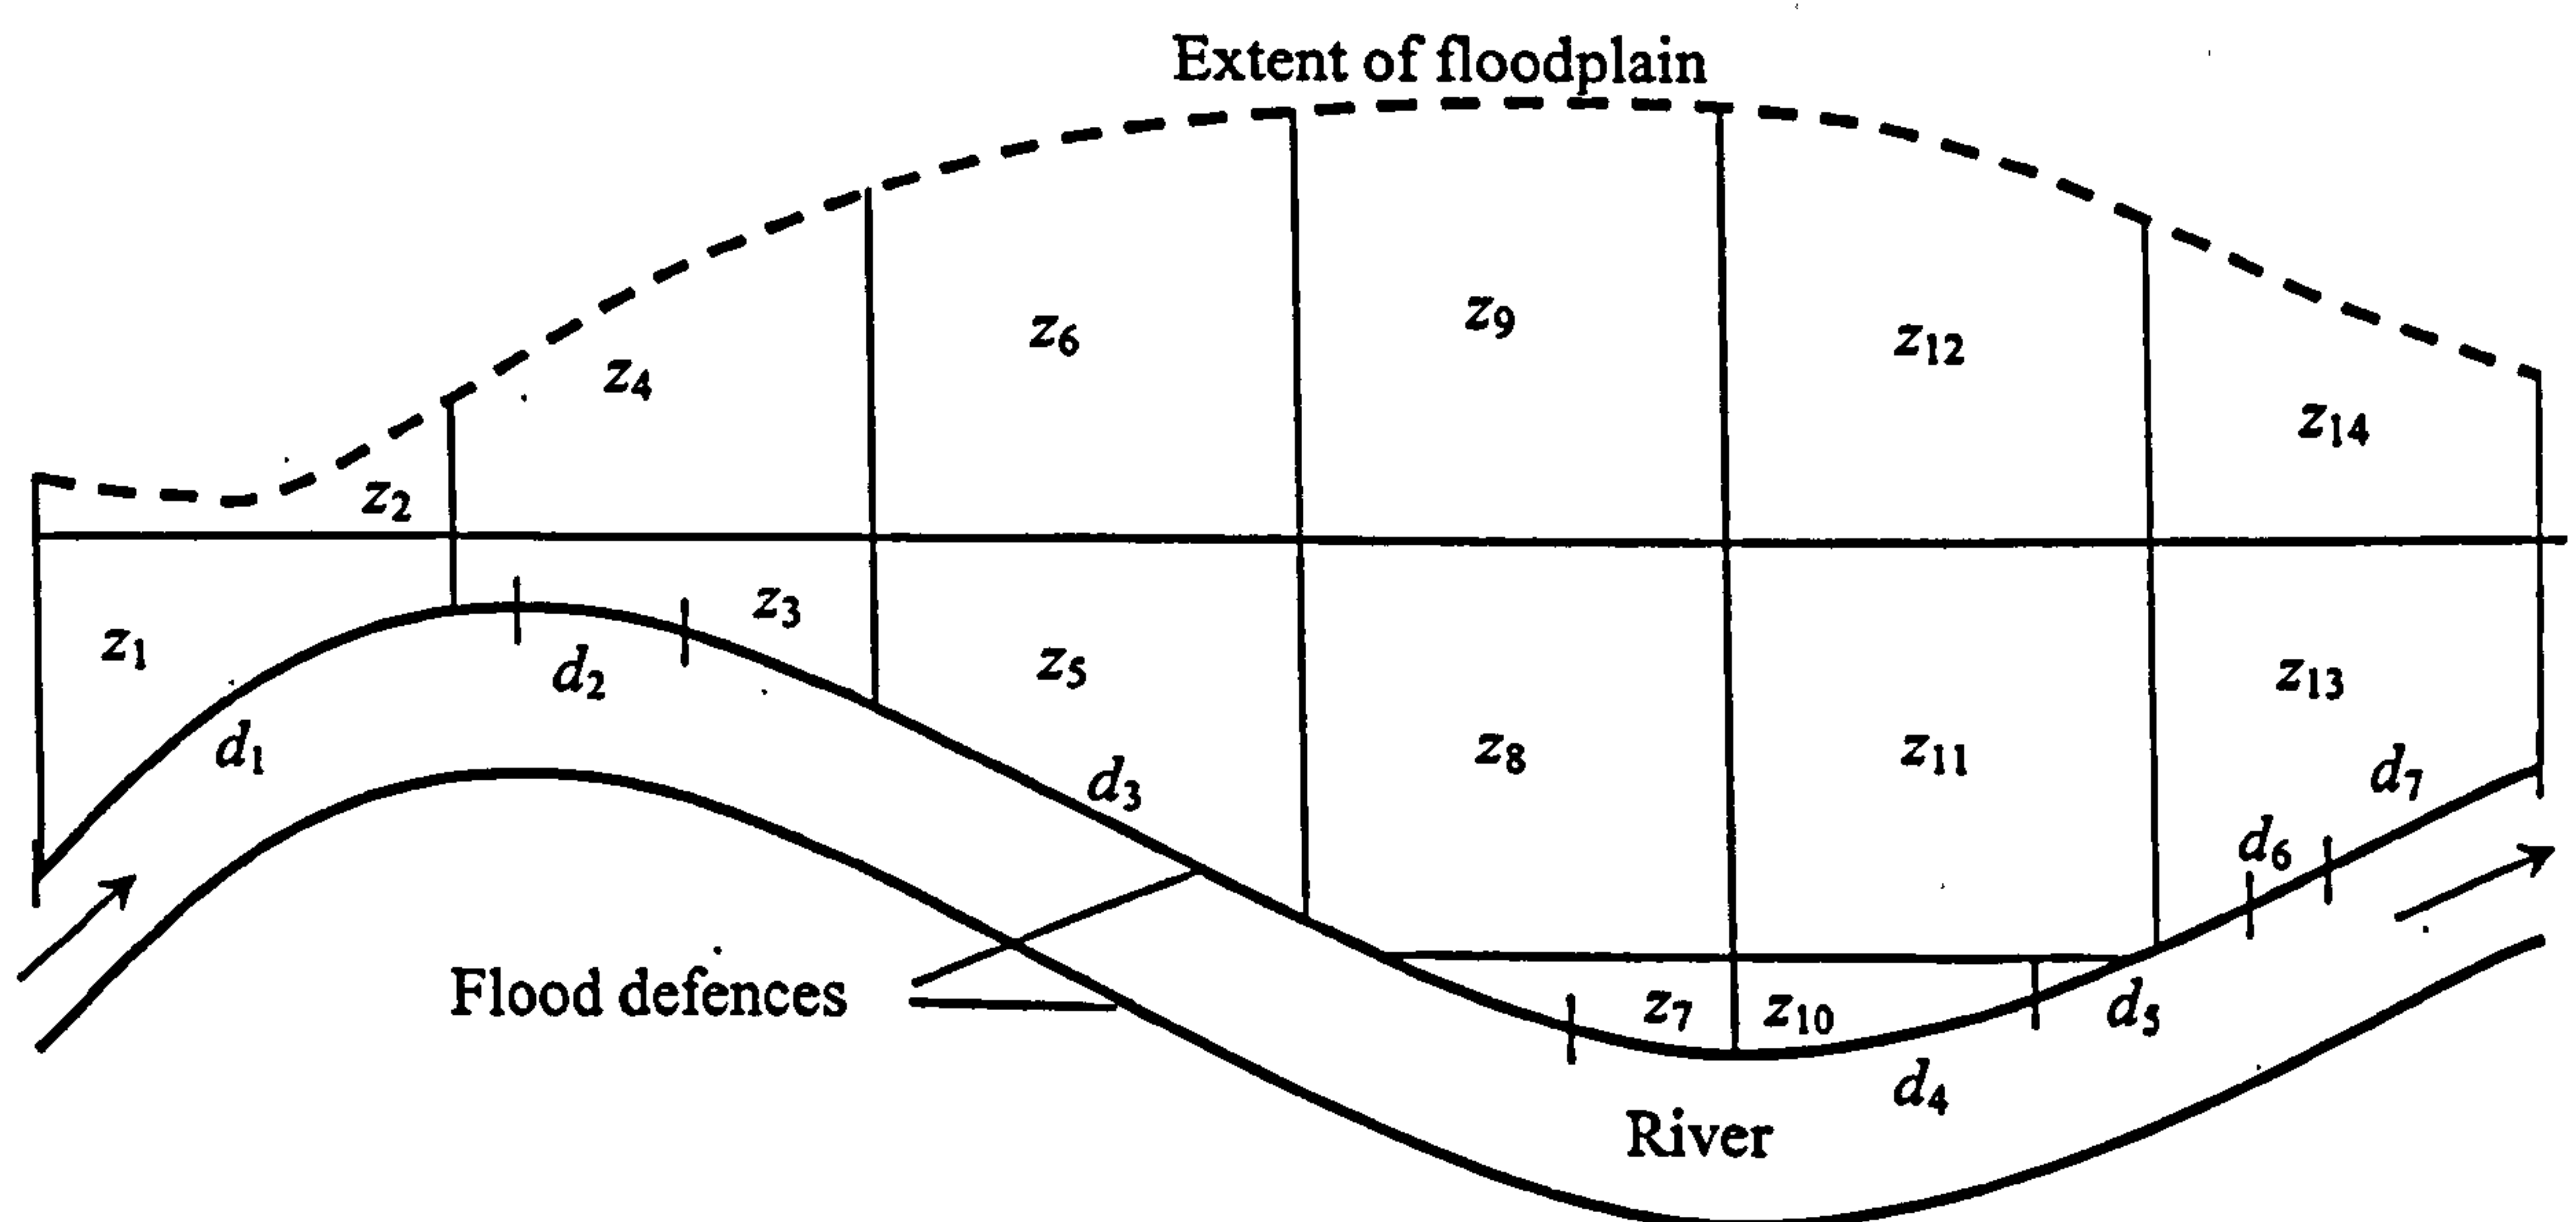 Extent of floodplain
z9
z6
z12
z4
z14
z2
z3
z1
z5
z13
d2
d1
z8
z11
d3
d7
d6
Flood defences
z7
z10
d5
d4
River